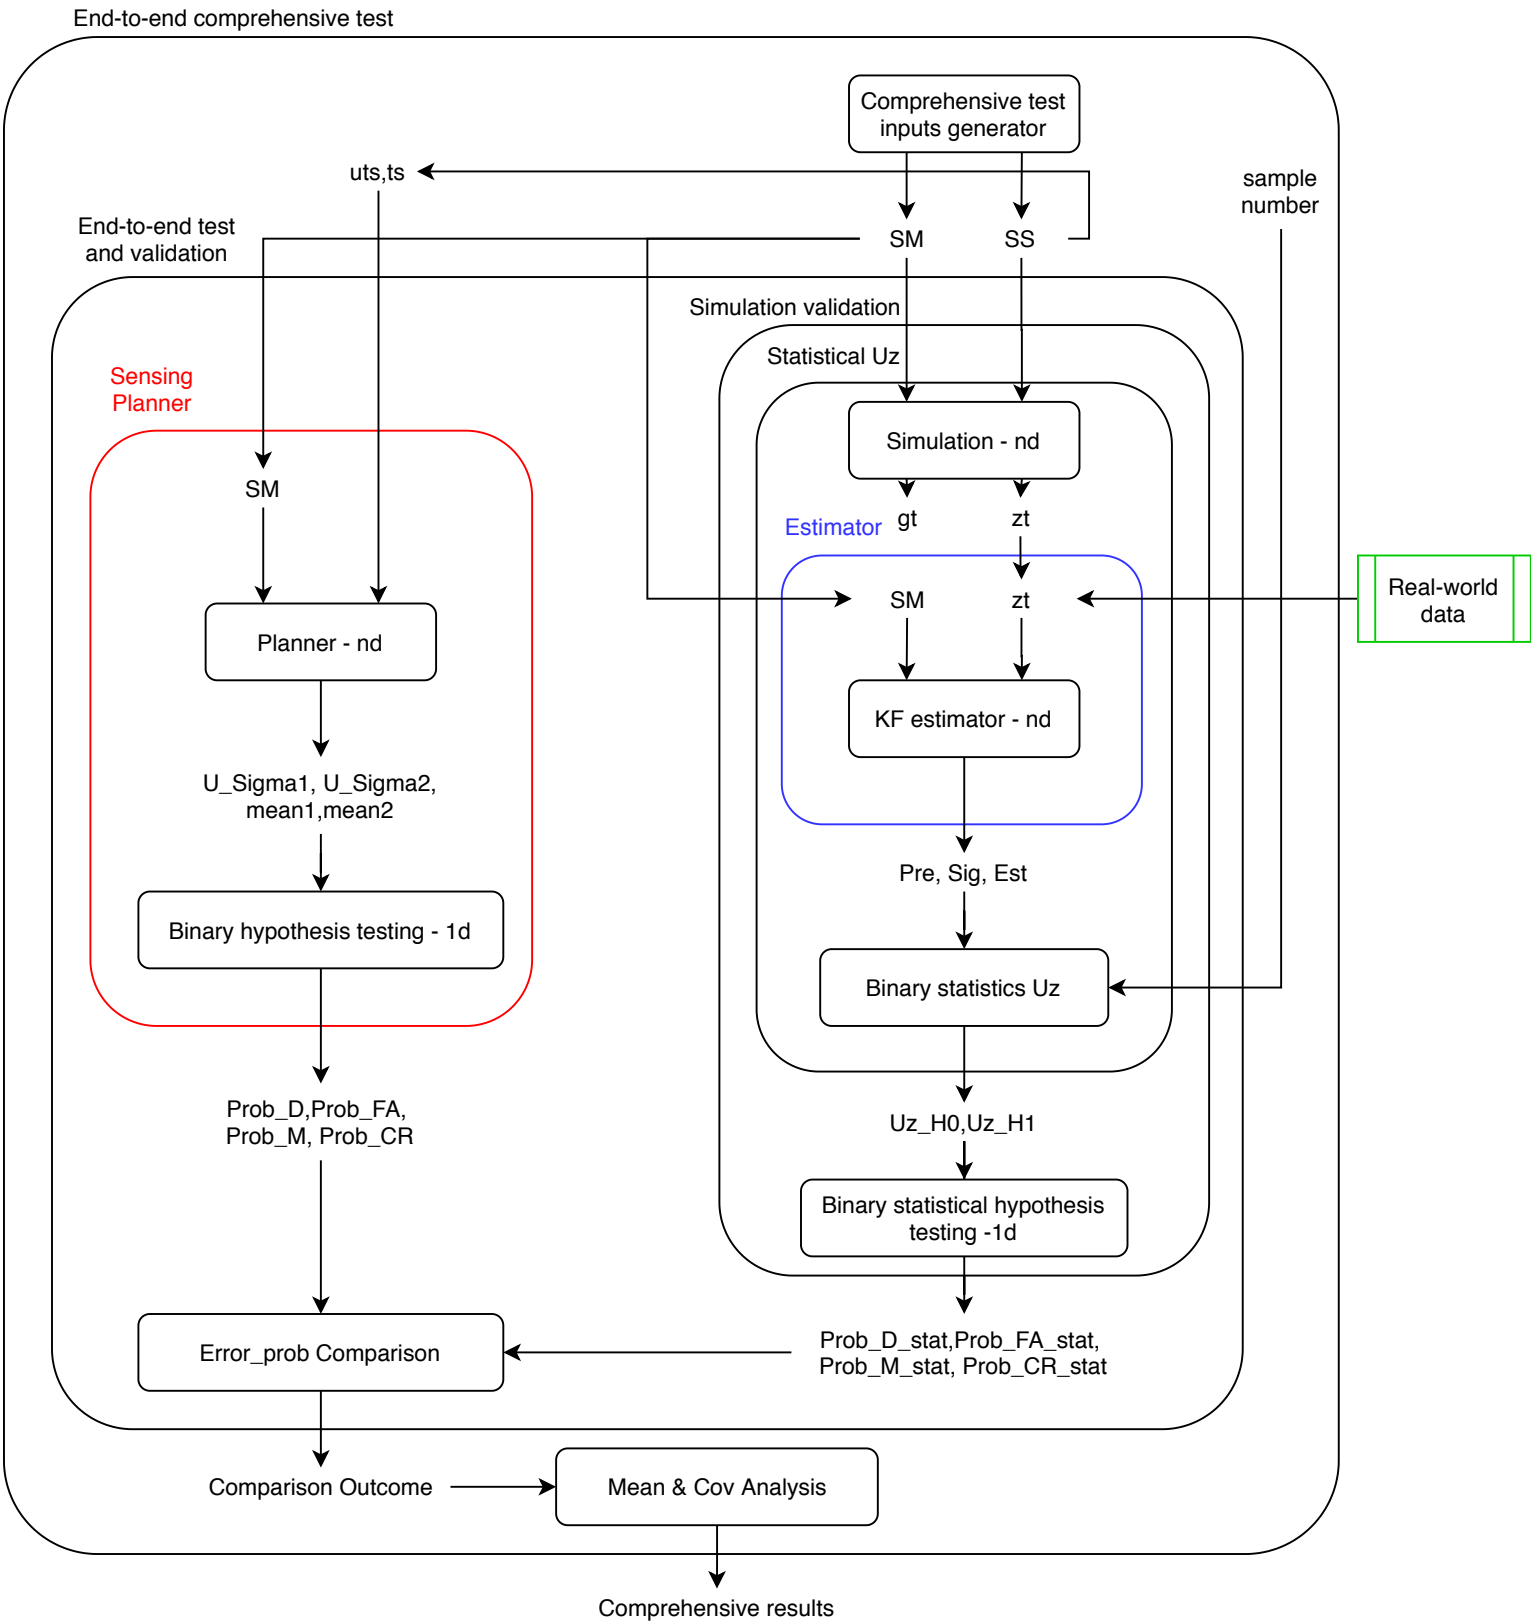 End-to-end comprehensive test
Comprehensive test
inputs generator
uts,ts
sample
number
End-to-end test
and validation
SM
SS
Simulation validation
Statistical Uz
Sensing
Planner
Simulation - nd
SM
gt
zt
Estimator
SM
zt
Real-world
data
Planner - nd
KF estimator - nd
U_Sigma1, U_Sigma2,
mean1,mean2
Pre, Sig, Est
Binary hypothesis testing - 1d
Binary statistics Uz
Prob_D,Prob_FA,
Prob_M, Prob_CR
Uz_H0,Uz_H1
Binary statistical hypothesis
testing -1d
Error_prob Comparison
Prob_D_stat,Prob_FA_stat,
Prob_M_stat, Prob_CR_stat
Comparison Outcome
Mean & Cov Analysis
Comprehensive results